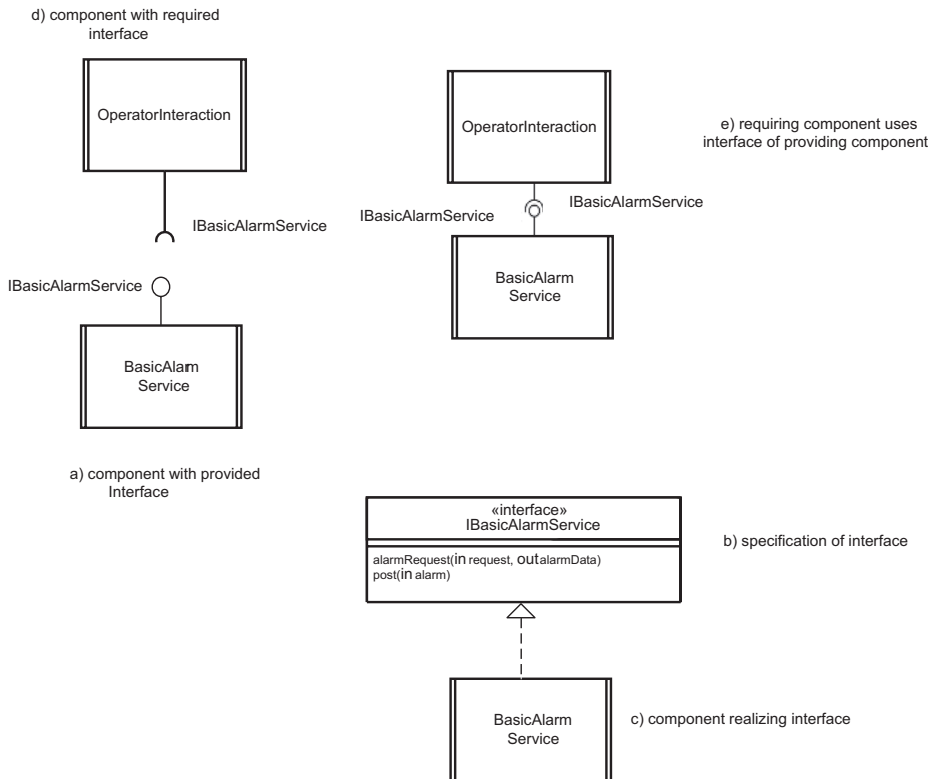 d) component with required
interface
OperatorInteraction
IBasicAlarmService
IBasicAlarmService
BasicAlarm
Service
a) component with provided
Interface
OperatorInteraction
e) requiring component uses
interface of providing component
IBasicAlarmService
IBasicAlarmService
BasicAlarm
Service
«interface»
IBasicAlarmService
alarmRequest(in request, out alarmData)
post(in alarm)
b) specification of interface
BasicAlarm
Service
c) component realizing interface